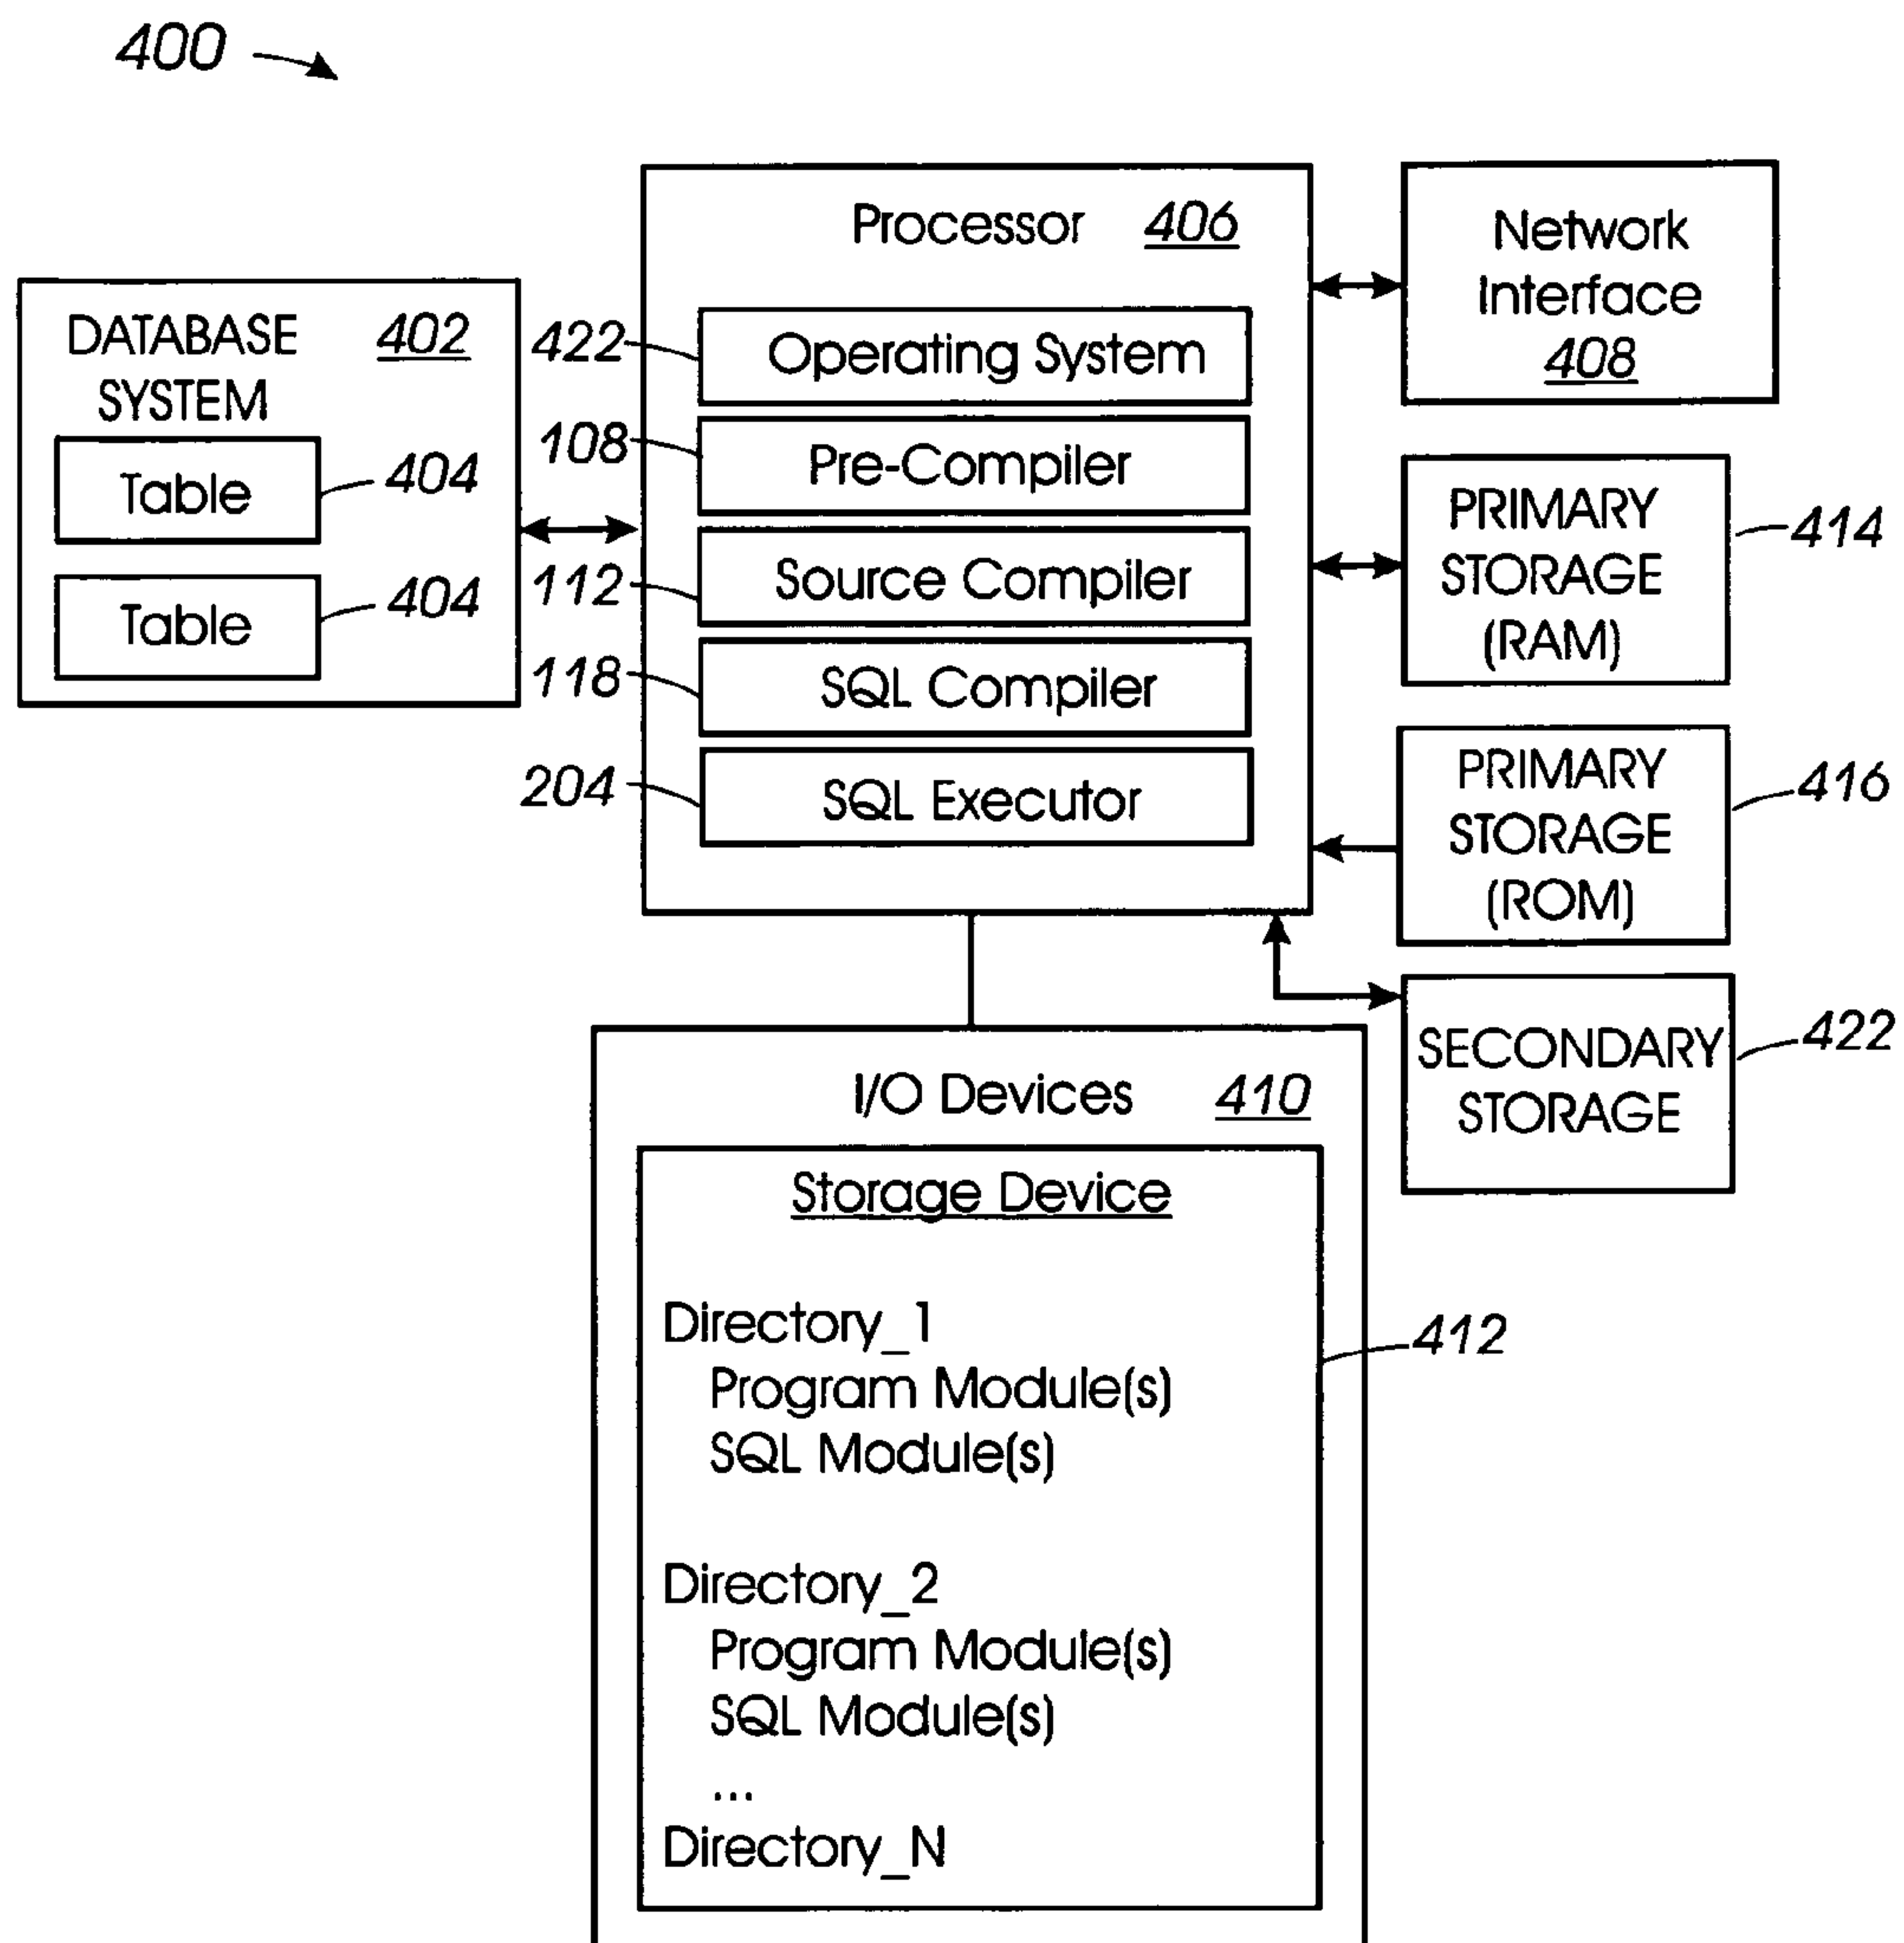 400
Processor 406
Network
Interface
408
DATABASE 402
SYSTEM
Table 404
Table 404
422 Operating System
108 Pre-Compiler
112 Source Compiler
118 SQL Compiler
204 SQL Executor
PRIMARY
STORAGE
(RAM)
414
PRIMARY
STORAGE
(ROM)
416
SECONDARY
STORAGE
422
I/O Devices 410
Storage Device
Directory_1
Program Module(s)
SQL Module(s)
412
Directory_2
Program Module(s)
SQL Module(s)
...
Directory_N